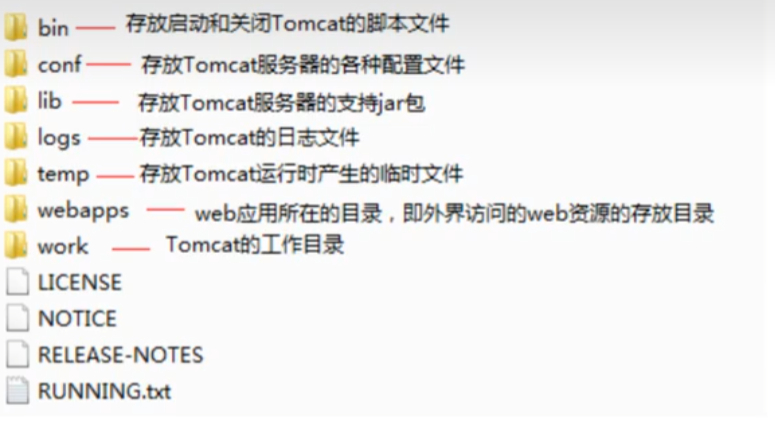 bin 存放启动和关闭Tomcat的脚本文件
conf 存放Tomcat服务器的各种配置文件
lib 存放Tomcat服务器的支持jar包
logs 存放Tomcat的日志文件
temp 存放Tomcat运行时产生的临时文件
webapps web应用所在的目录，即外界访问的web资源的存放目录
work Tomcat的工作目录
LICENSE
NOTICE
RELEASE-NOTES
RUNNING.txt